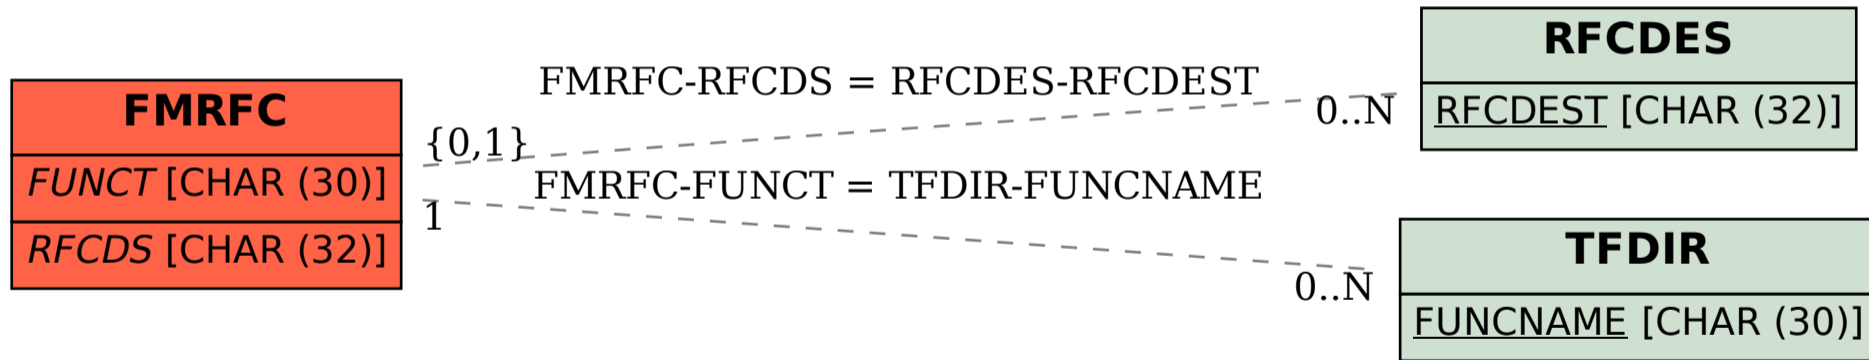 FMRFC
FUNCT [CHAR (30)]
RFCDS [CHAR (32)]
FMRFC-RFCDS = RFCDES-RFCDEST
{0,1}
0..N
FMRFC-FUNCT = TFDIR-FUNCNAME
1
0..N
RFCDES
RFCDEST [CHAR (32)]
TFDIR
FUNCNAME [CHAR (30)]